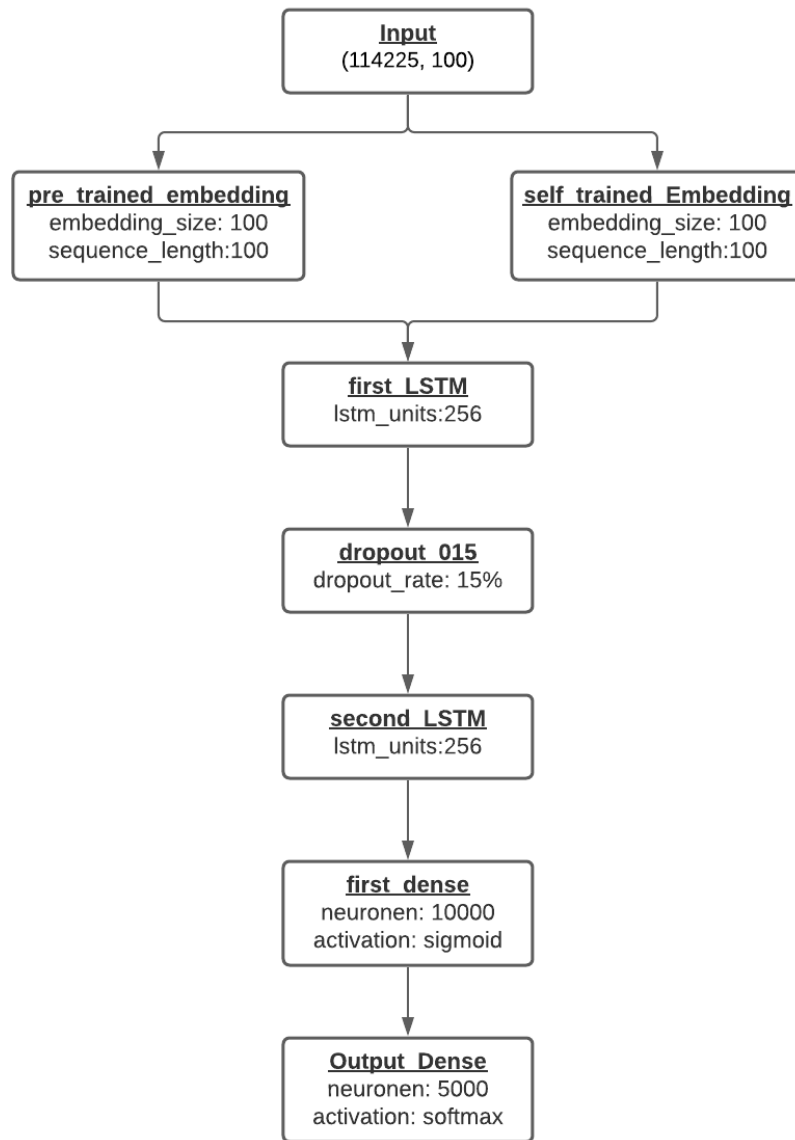 Input
(114225, 100)
pre_trained_embedding
embedding_size: 100
sequence_length:100
self_trained_Embedding
embedding_size: 100
sequence_length:100
first_LSTM
lstm_units:256
dropout_015
dropout_rate: 15%
second_LSTM
lstm_units:256
first_dense
neuronen: 10000
activation: sigmoid
Output_Dense
neuronen: 5000
activation: softmax